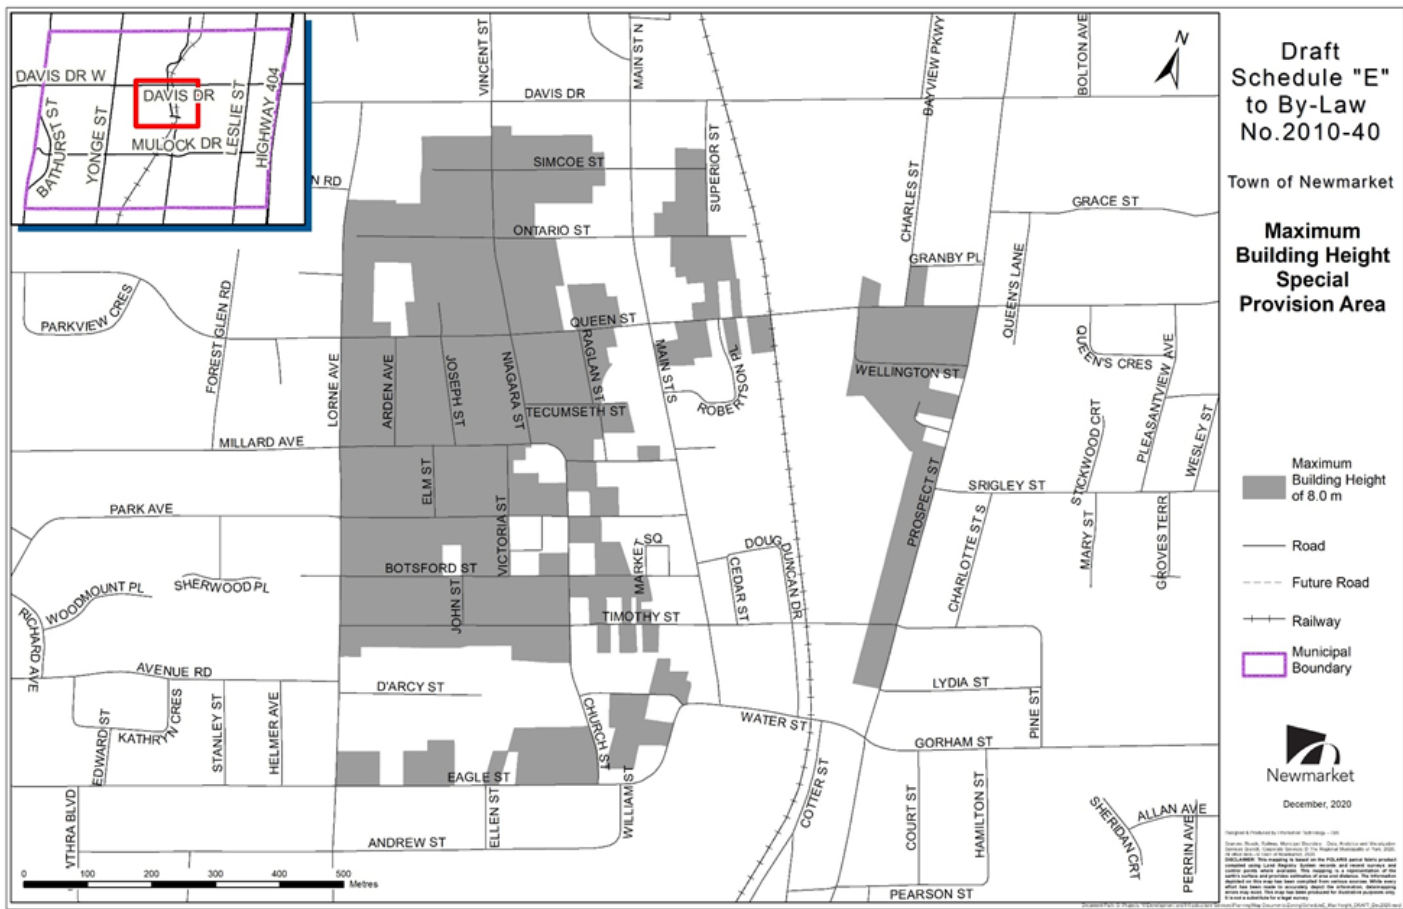 DAVIS DR W
DAVIS DR
BATHURST ST
YONGE ST
MULOCK DR
LESLIE ST
HIGHWAY 404
VINCENT ST
MAIN ST N
BAYVIEW PKWY
BOLTON AVE
N
DAVIS DR
SIMCOE ST
SUPERIOR ST
N RD
CHARLES ST
GRACE ST
ONTARIO ST
GRANBY PL
QUEEN'S LANE
PARKVIEW CRES
FOREST GLEN RD
QUEEN ST
LORNE AVE
ARDEN AVE
JOSEPH ST
NIAGARA ST
RAGLAN ST
MAIN ST S
ROBERTSON PL
WELLINGTON ST
QUEEN'S CRES
PLEASANTVIEW AVE
TECUMSETH ST
MILLARD AVE
ELM ST
STICKWOOD CRT
WESLEY ST
SRIGLEY ST
PROSPECT ST
PARK AVE
VICTORIA ST
CHARLOTTE ST S
MARY ST
GROVES TERR
MARKET SQ
DOUG DUNCAN DR
CEDAR ST
BOTSFORD ST
SHERWOOD PL
WOODMOUNT PL
RICHARD AVE
JOHN ST
TIMOTHY ST
AVENUE RD
D'ARCY ST
LYDIA ST
PINE ST
EDWARD ST
KATHRYN CRES
STANLEY ST
HELMER AVE
CHURCH ST
WATER ST
GORHAM ST
EAGLE ST
ELLEN ST
WILLIAM ST
COTTER ST
COURT ST
HAMILTON ST
SHERIDAN CRT
ALLAN AVE
PERRIN AVE
VTHRA BLVD
ANDREW ST
PEARSON ST
0 100 200 300 400 500
Metres
Draft
Schedule "E"
to By-Law
No.2010-40
Town of Newmarket
Maximum
Building Height
Special
Provision Area
Maximum
Building Height
of 8.0 m
Road
Future Road
Railway
Municipal
Boundary
Newmarket
December, 2020